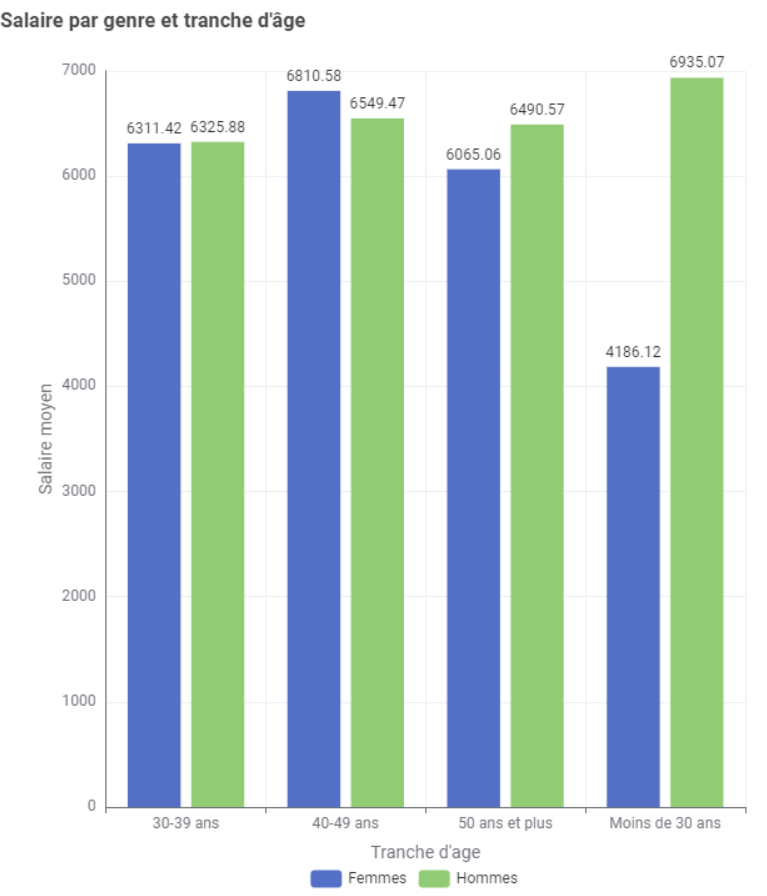 Salaire par genre et tranche d'âge
7000
6000
5000
4000
3000
2000
1000
0
Salaire moyen
6311.42 6325.88
6810.58
6549.47
6065.06
6490.57
4186.12
6935.07
30-39 ans
40-49 ans
50 ans et plus
Moins de 30 ans
Tranche d'age
Femmes
Hommes